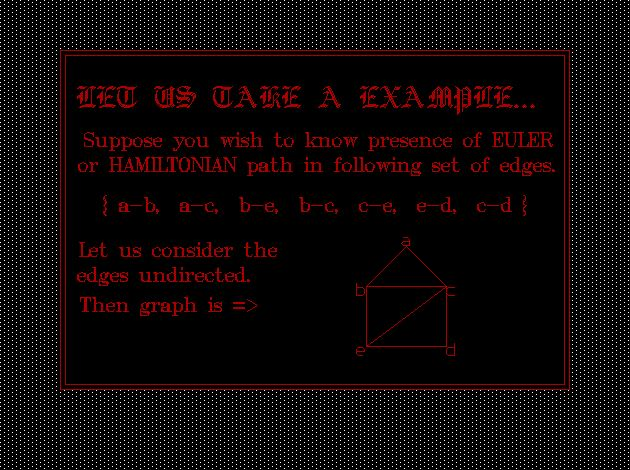 LET US TAKE A EXAMPLE...
Suppose you wish to know presence of EULER
or HAMILTONIAN path in following set of edges.
{ a-b, a-c, b-e, b-c, c-e, e-d, c-d }
Let us consider the
edges undirected.
Then graph is =>
a
b c
e d